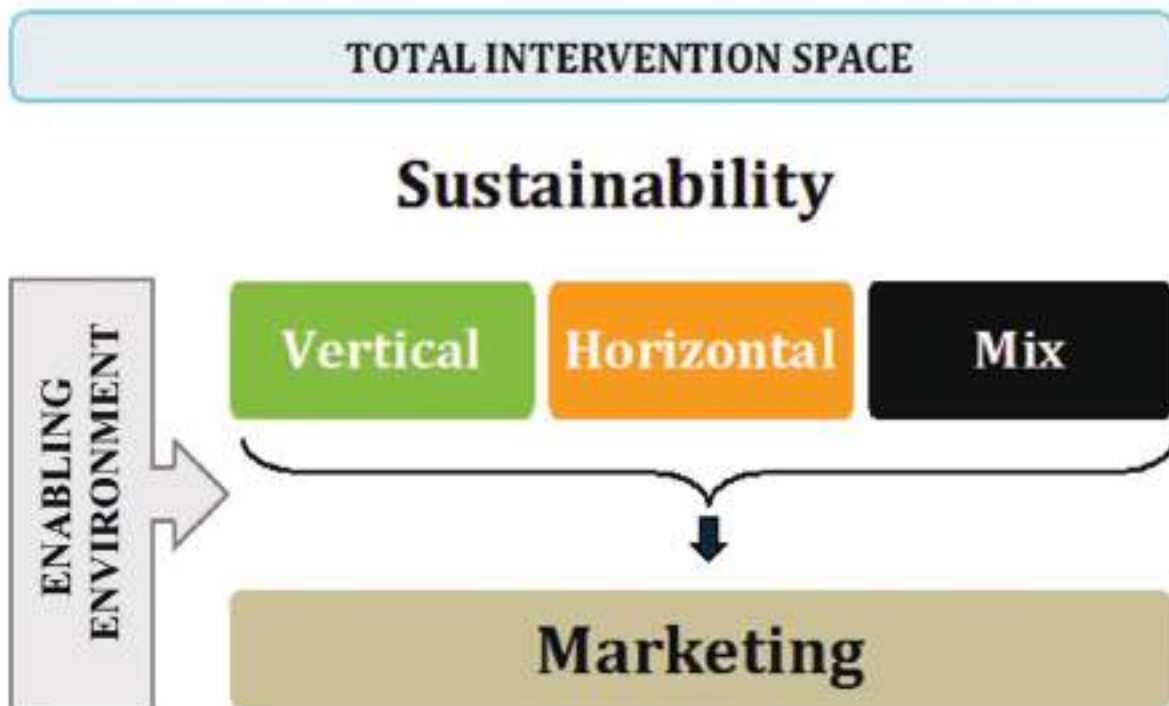 TOTAL INTERVENTION SPACE
Sustainability
ENABLING
ENVIRONMENT
Vertical
Horizontal
Mix
Marketing